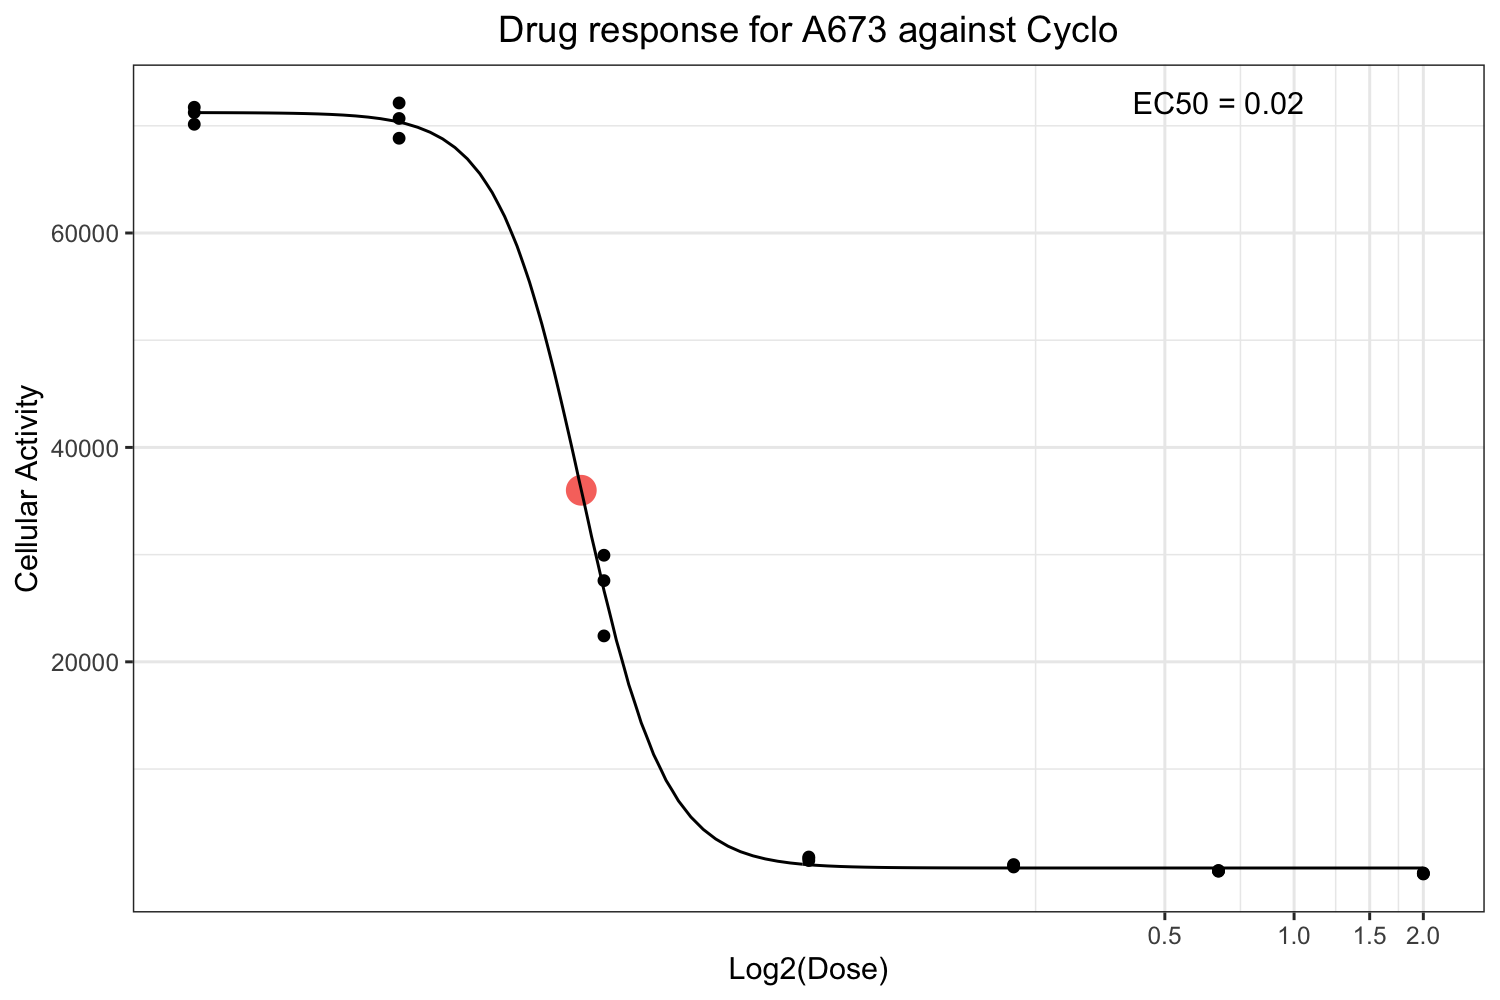 Drug response for A673 against Cyclo
EC50 = 0.02
Cellular Activity
60000
40000
20000
0.5 1.0 1.5 2.0
Log2(Dose)